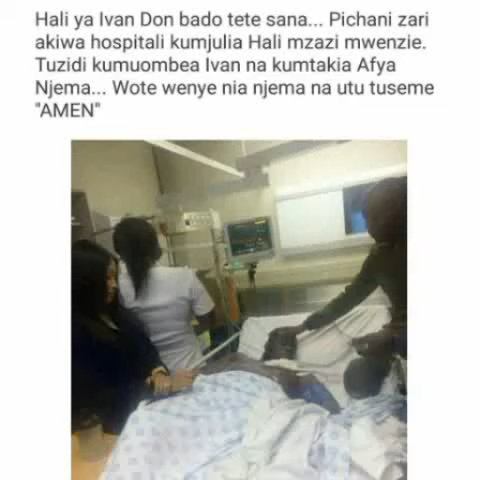 Hali ya Ivan Don bado tete sana... Pichani zari
akiwa hospitali kumjulia Hali mzazi mwenzie.
Tuzidi kumuombea Ivan na kumtakia Afya
Njema... Wote wenye nia njema na utu tuseme
"AMEN"